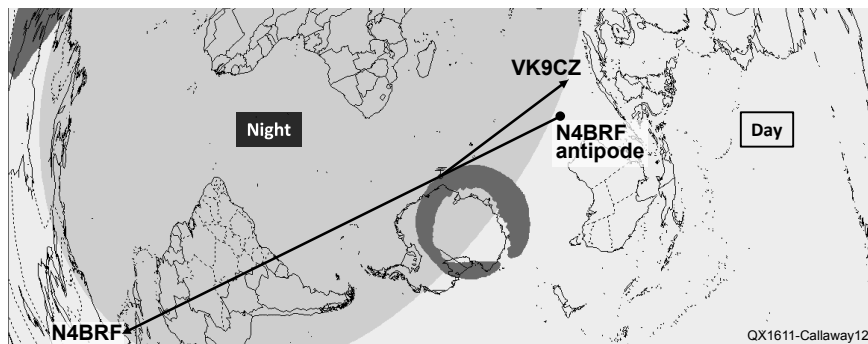 VK9CZ
Night
N4BRF
antipode
Day
N4BRF
QX1611-Callaway12